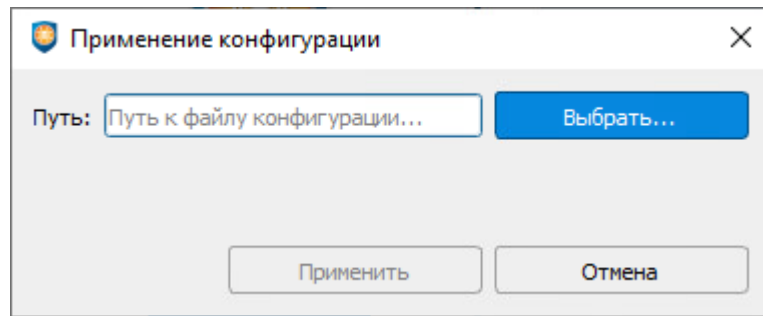 Применение конфигурации
Путь: Путь к файлу конфигурации... Выбрать...
Применить Отмена